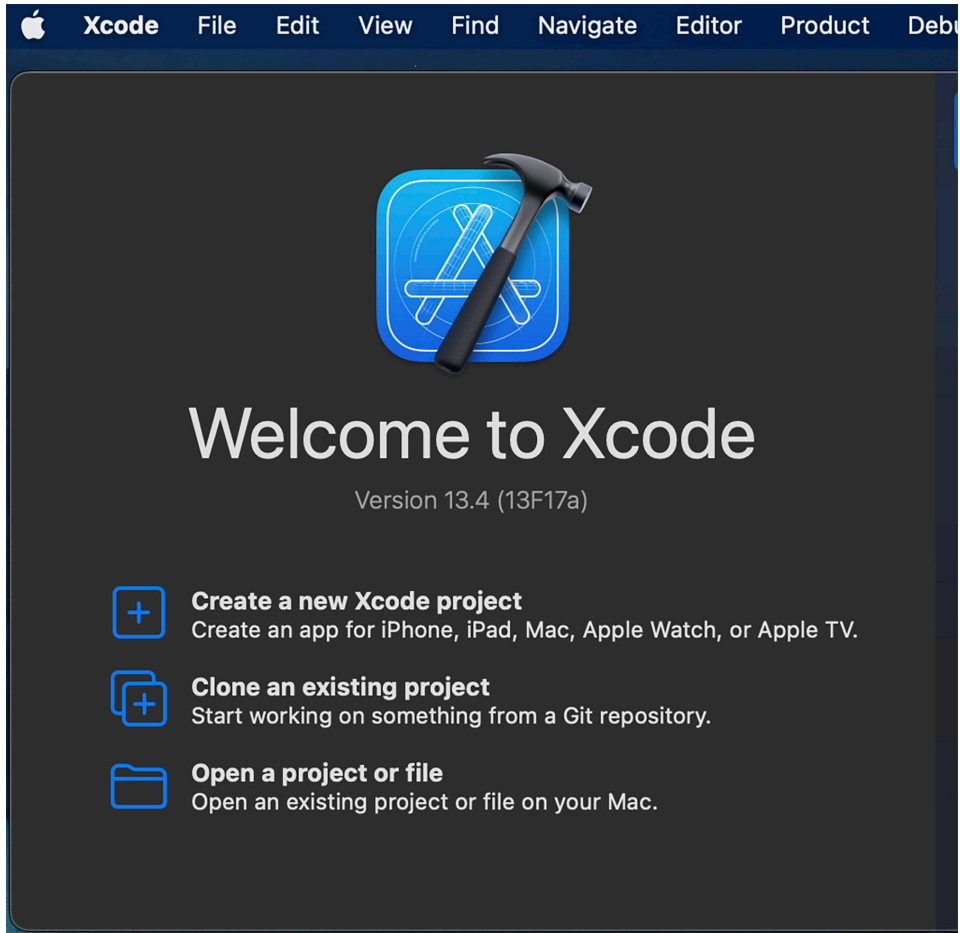 Xcode File Edit View Find Navigate Editor Product
Welcome to Xcode
Version 13.4 (13F17a)
Create a new Xcode project
Create an app for iPhone, iPad, Mac, Apple Watch, or Apple TV.
Clone an existing project
Start working on something from a Git repository.
Open a project or file
Open an existing project or file on your Mac.